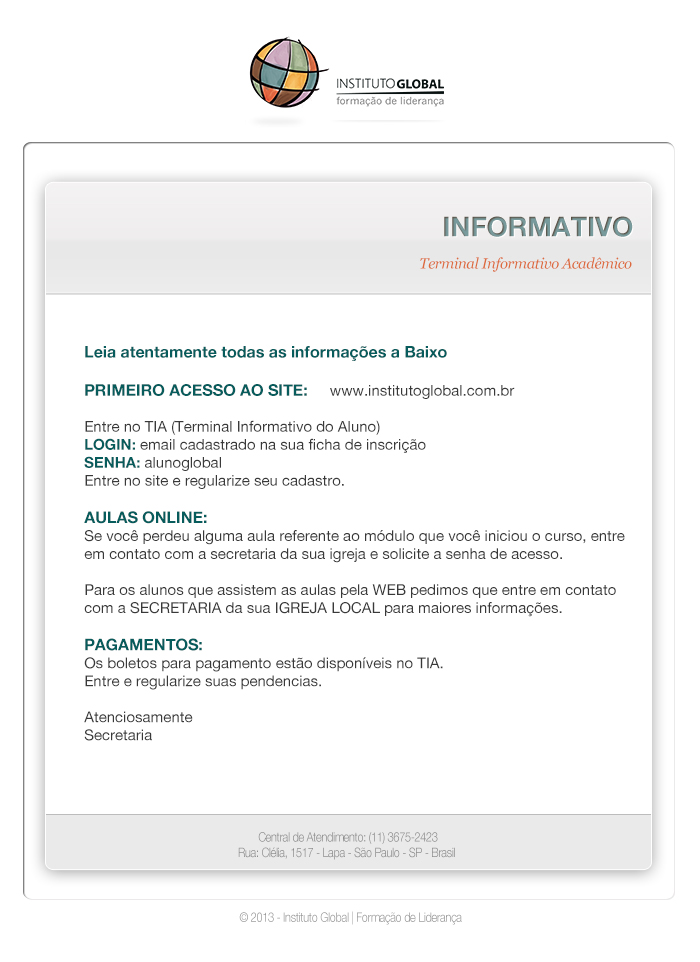 INSTITUTO GLOBAL
formação de liderança
INFORMATIVO
Terminal Informativo Acadêmico
Leia atentamente todas as informações a Baixo
PRIMEIRO ACESSO AO SITE: www.institutoglobal.com.br
Entre no TIA (Terminal Informativo do Aluno)
LOGIN: email cadastrado na sua ficha de inscrição
SENHA: alunoglobal
Entre no site e regularize seu cadastro.
AULAS ONLINE:
Se você perdeu alguma aula referente ao módulo que você iniciou o curso, entre
em contato com a secretaria da sua igreja e solicite a senha de acesso.
Para os alunos que assistem as aulas pela WEB pedimos que entre em contato
com a SECRETARIA da sua IGREJA LOCAL para maiores informações.
PAGAMENTOS:
Os boletos para pagamento estão disponíveis no TIA.
Entre e regularize suas pendencias.
Atenciosamente
Secretaria
Central de Atendimento: (11) 3675-2423
Rua: Clélia, 1517 - Lapa - São Paulo - SP - Brasil
© 2013 - Instituto Global | Formação de Liderança